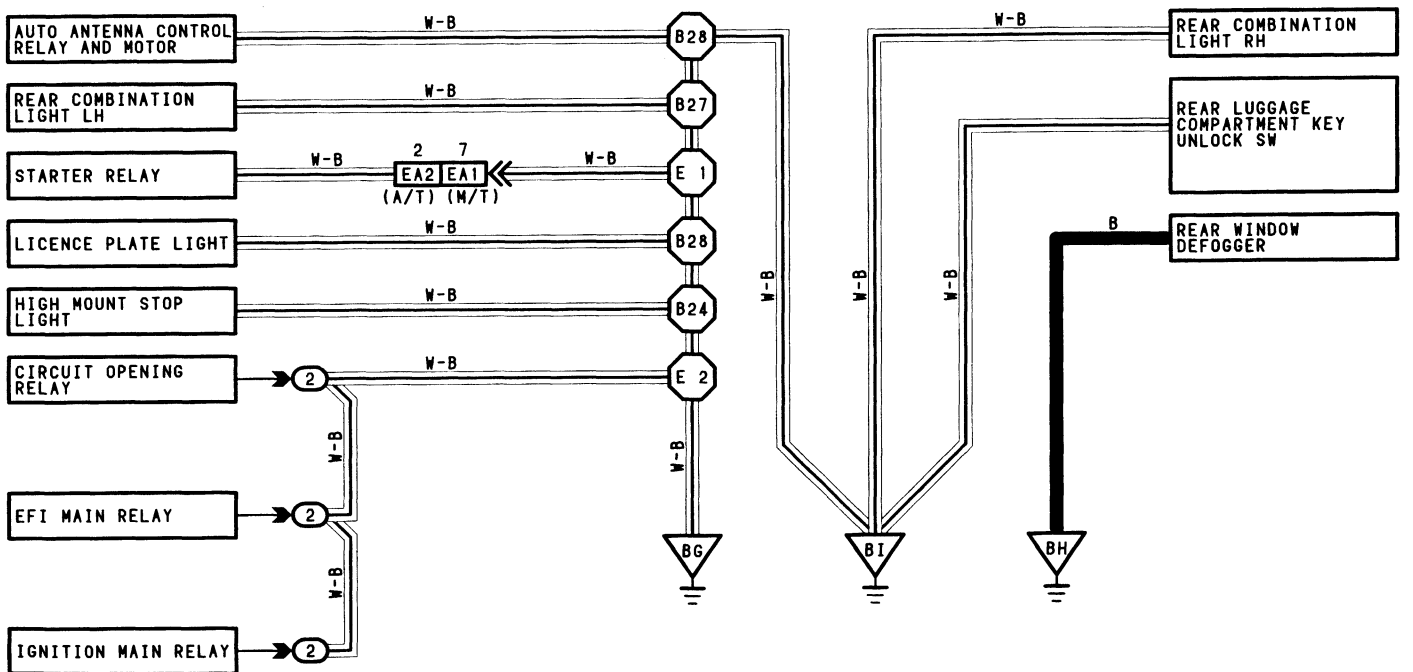 AUTO ANTENNA CONTROL
RELAY AND MOTOR
W-B
B28
W-B
REAR COMBINATION
LIGHT RH
REAR COMBINATION
LIGHT LH
W-B
B27
REAR LUGGAGE
COMPARTMENT KEY
UNLOCK SW
STARTER RELAY
W-B
2 7
EA2 EA1
(A/T) (M/T)
W-B
E 1
LICENCE PLATE LIGHT
W-B
B28
B
REAR WINDOW
DEFOGGER
HIGH MOUNT STOP
LIGHT
W-B
B24
W-B
W-B
W-B
CIRCUIT OPENING
RELAY
2
W-B
E 2
W-B
W-B
EFI MAIN RELAY
2
BG
BI
BH
W-B
IGNITION MAIN RELAY
2